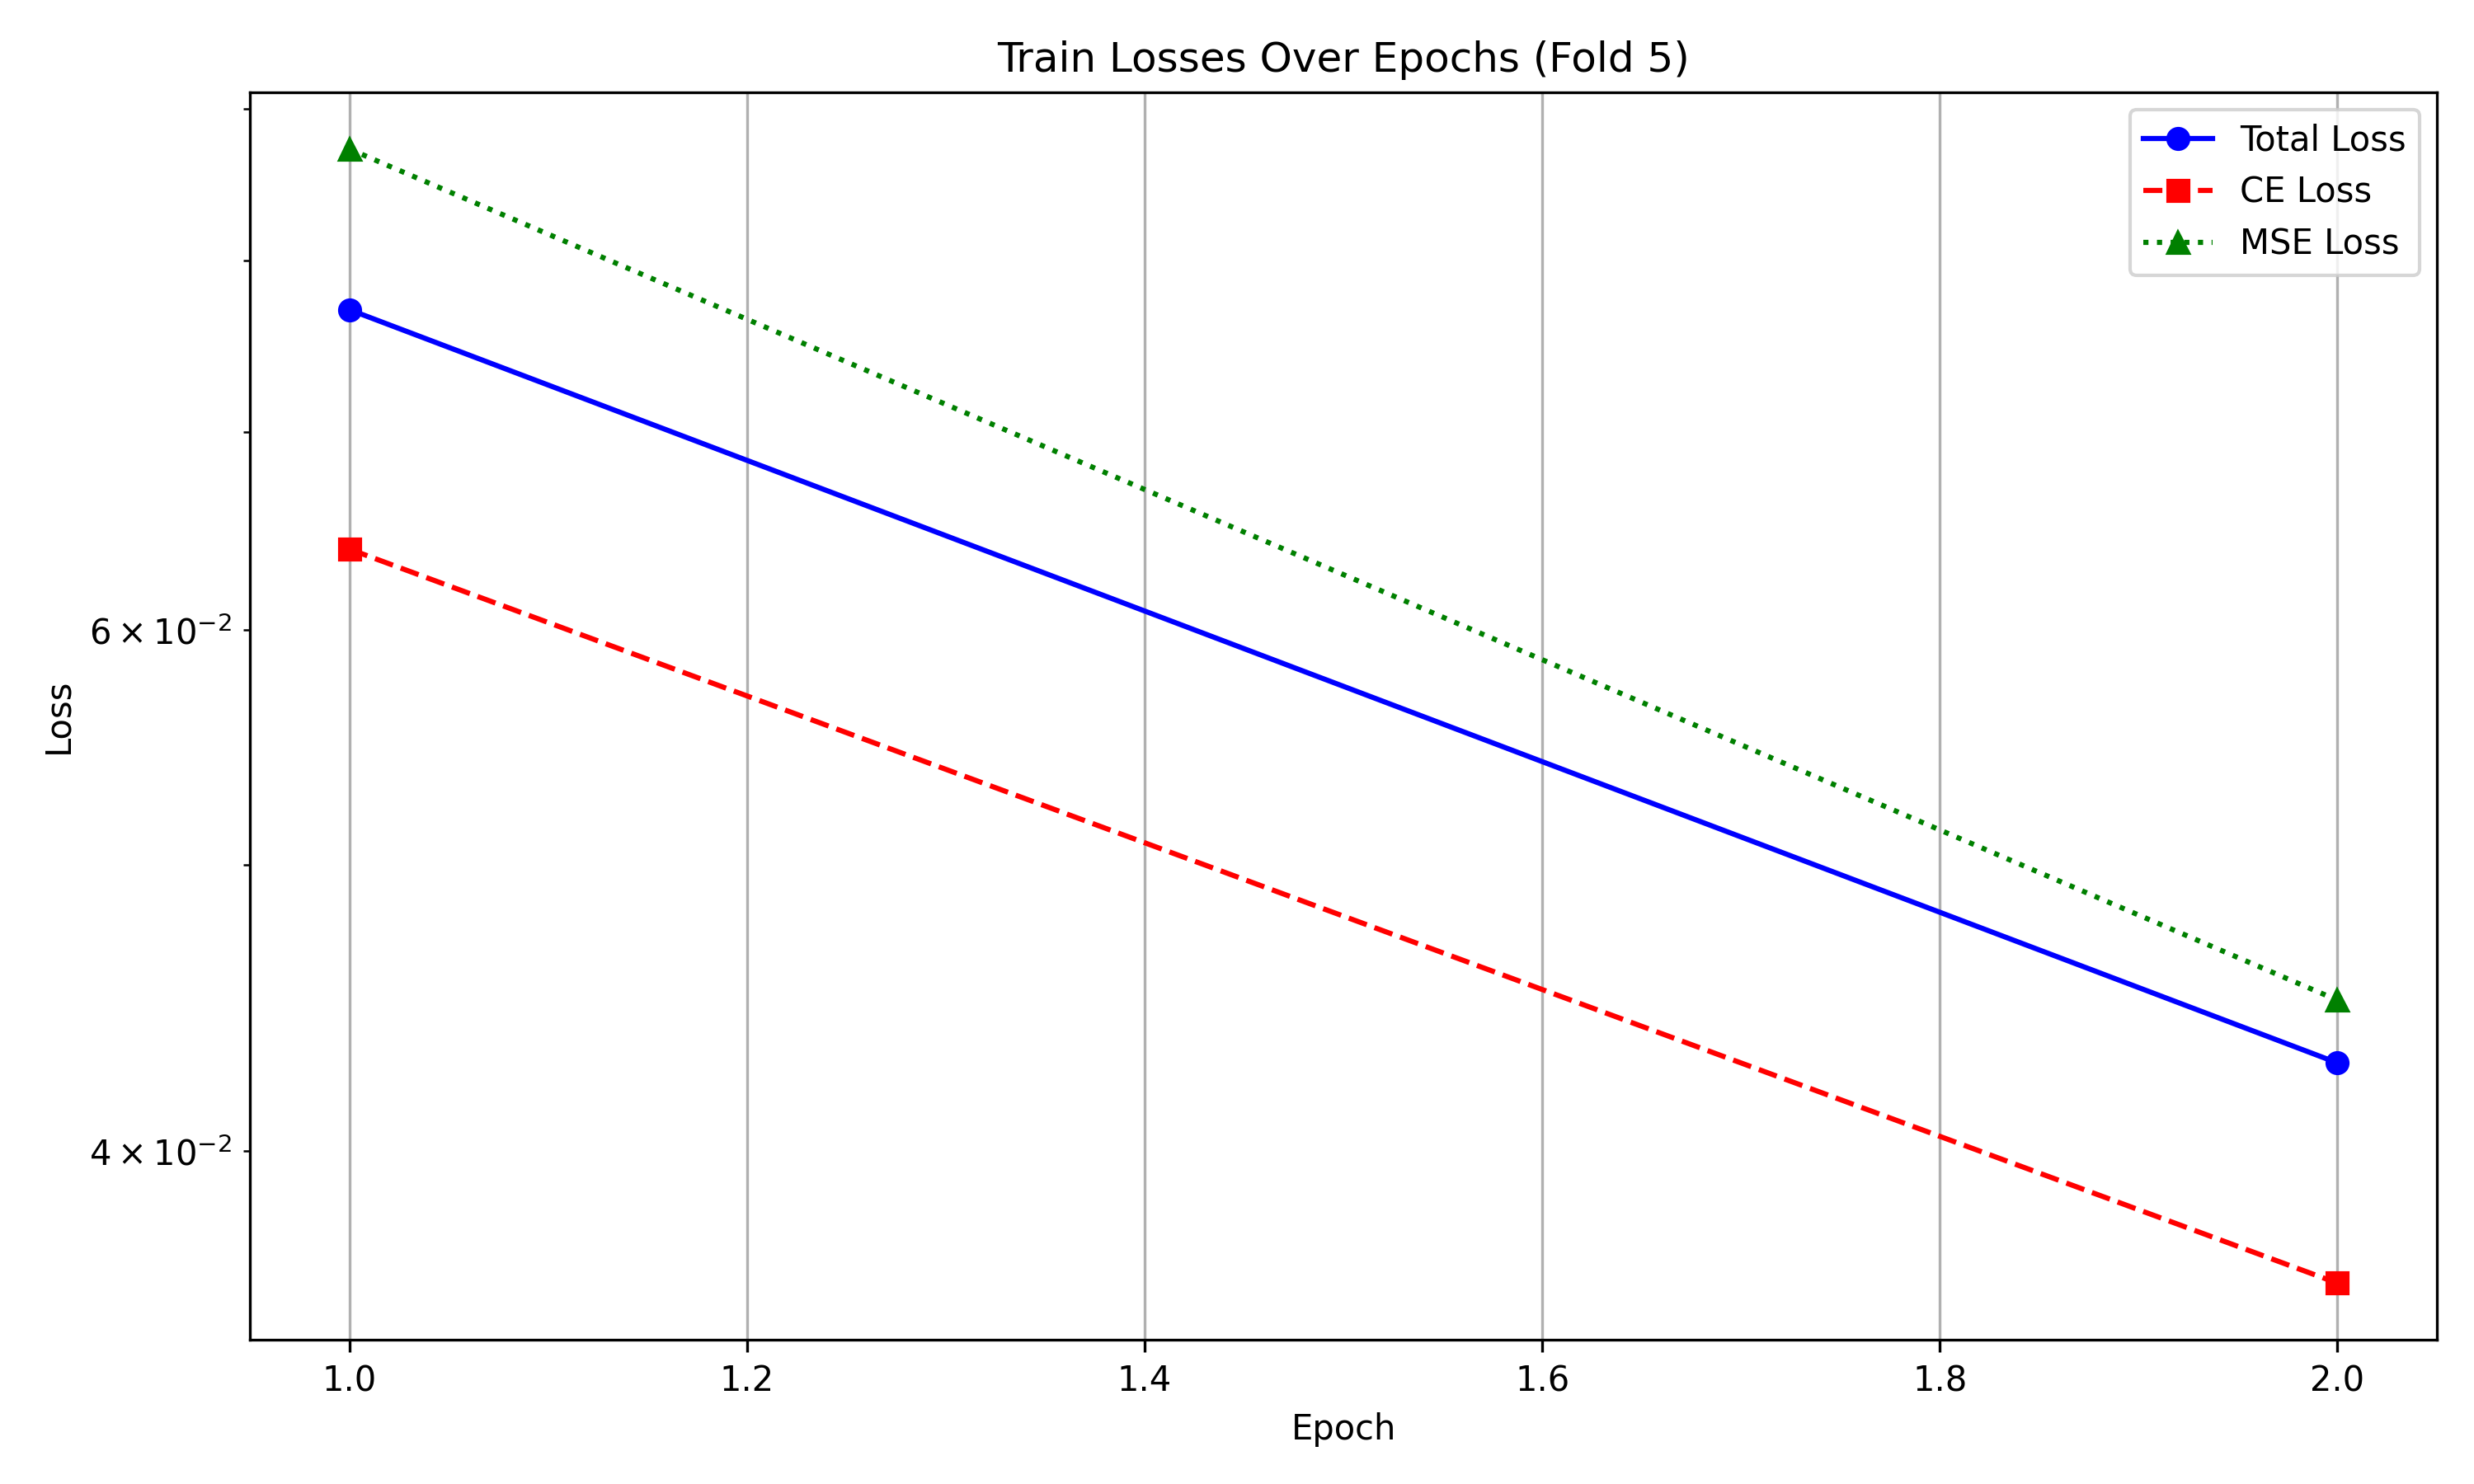 Train Losses Over Epochs (Fold 5)
Total Loss
CE Loss
MSE Loss
6 × 10⁻²
Loss
4 × 10⁻²
1.0 1.2 1.4 1.6 1.8 2.0
Epoch